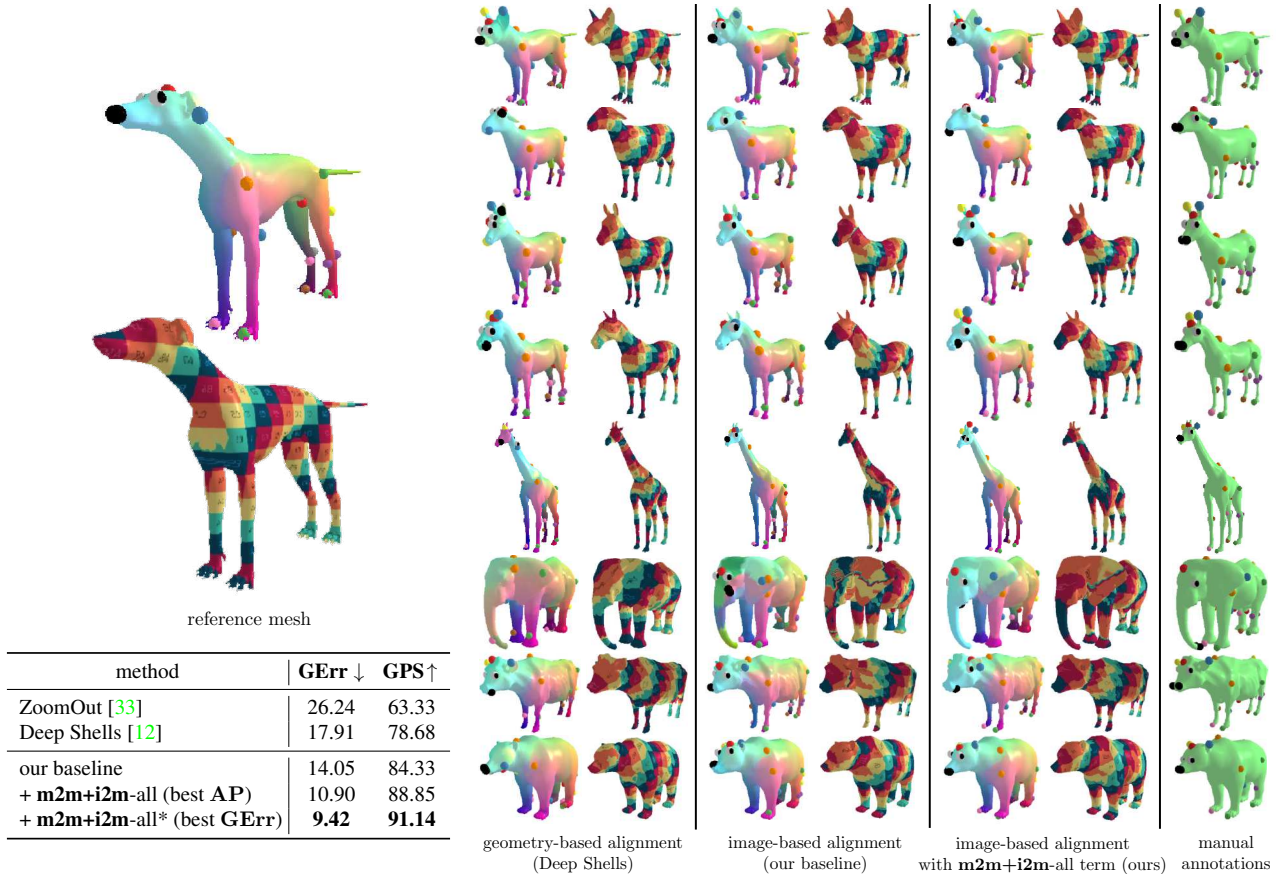 reference mesh
method GErr ↓ GPS↑
ZoomOut [33] 26.24 63.33
Deep Shells [12] 17.91 78.68
our baseline 14.05 84.33
+ m2m+i2m-all (best AP) 10.90 88.85
+ m2m+i2m-all* (best GErr) 9.42 91.14
geometry-based alignment
(Deep Shells)
image-based alignment
(our baseline)
image-based alignment
with m2m+i2m-all term (ours)
manual
annotations